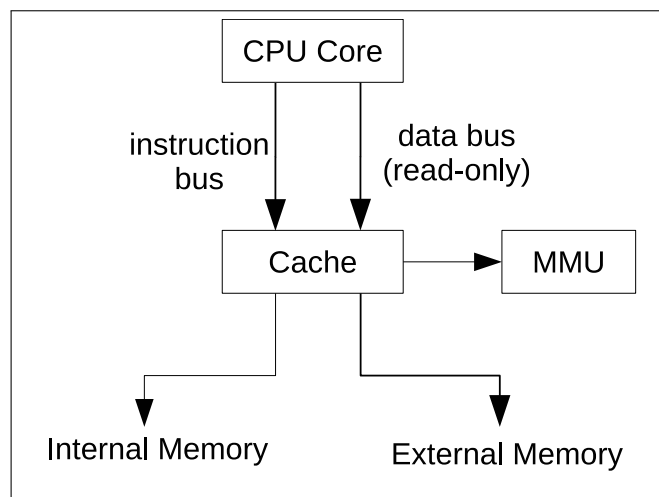 CPU Core
instruction
bus
data bus
(read-only)
Cache
MMU
Internal Memory
External Memory